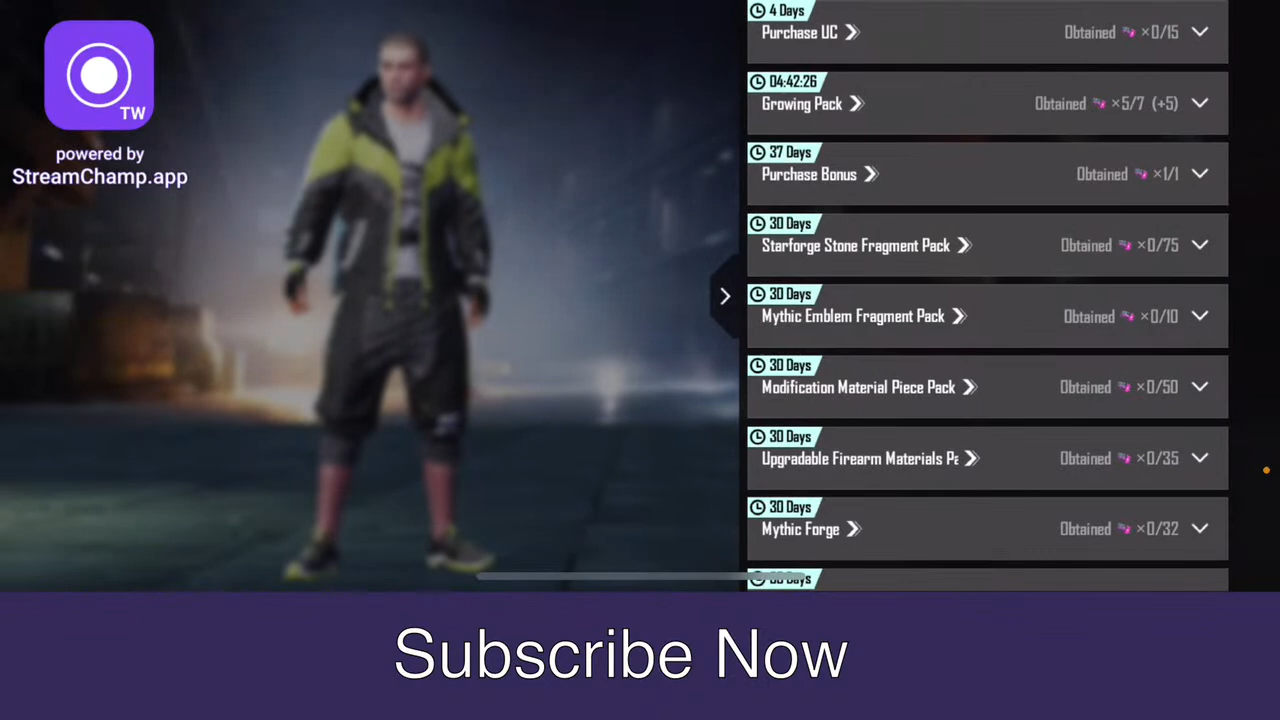 TW
powered by
StreamChamp.app
4 Days
Purchase UC
Obtained ×0/15
04:42:26
Growing Pack
Obtained ×5/7 (+5)
37 Days
Purchase Bonus
Obtained ×1/1
30 Days
Starforge Stone Fragment Pack
Obtained ×0/75
30 Days
Mythic Emblem Fragment Pack
Obtained ×0/10
30 Days
Modification Material Piece Pack
Obtained ×0/50
30 Days
Upgradable Firearm Materials Pa
Obtained ×0/35
30 Days
Mythic Forge
Obtained ×0/32
Days
Subscribe Now